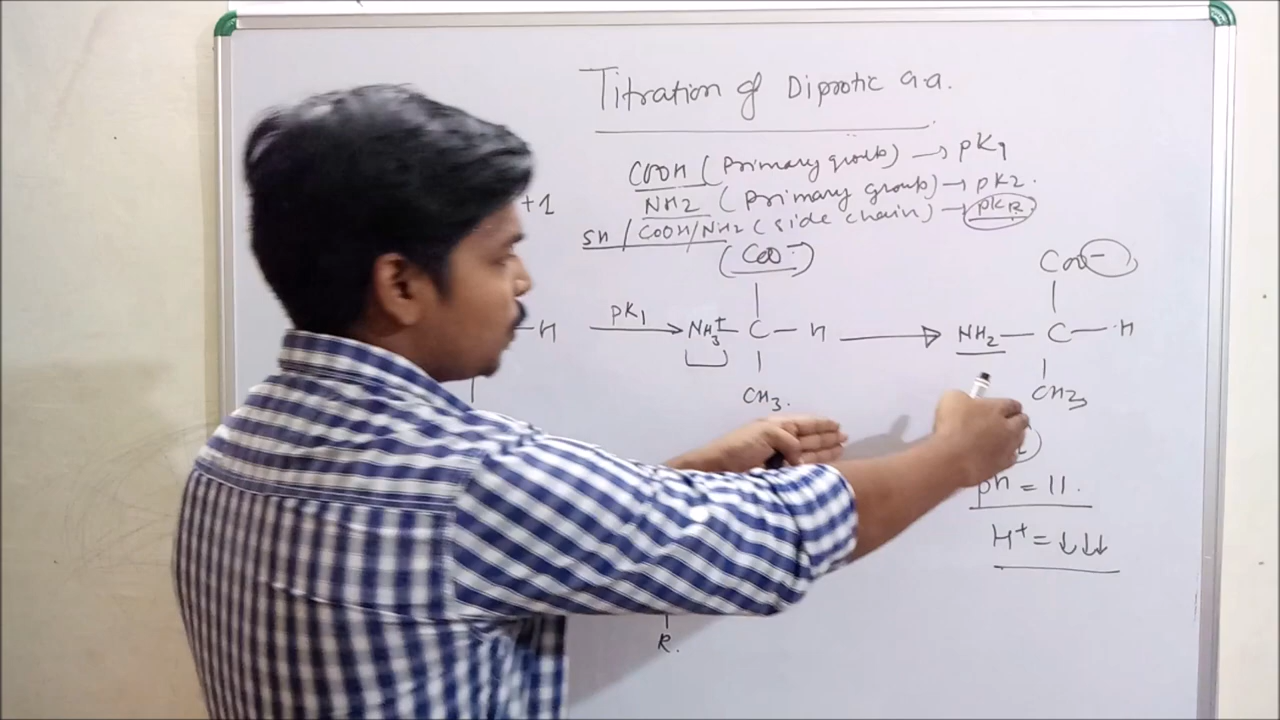 Titration of Diprotic a.a.
COOH (Primary group) → pK1
NH2 (primary group) → pK2.
SH / COOH/NH2 (side chain) → pKR
+1
(COO-)
COO-
H
pK1
NH3+ — C — H
NH2 — C — H
CH3.
CH3
pH = 11.
H+ = ↓↓↓
R.